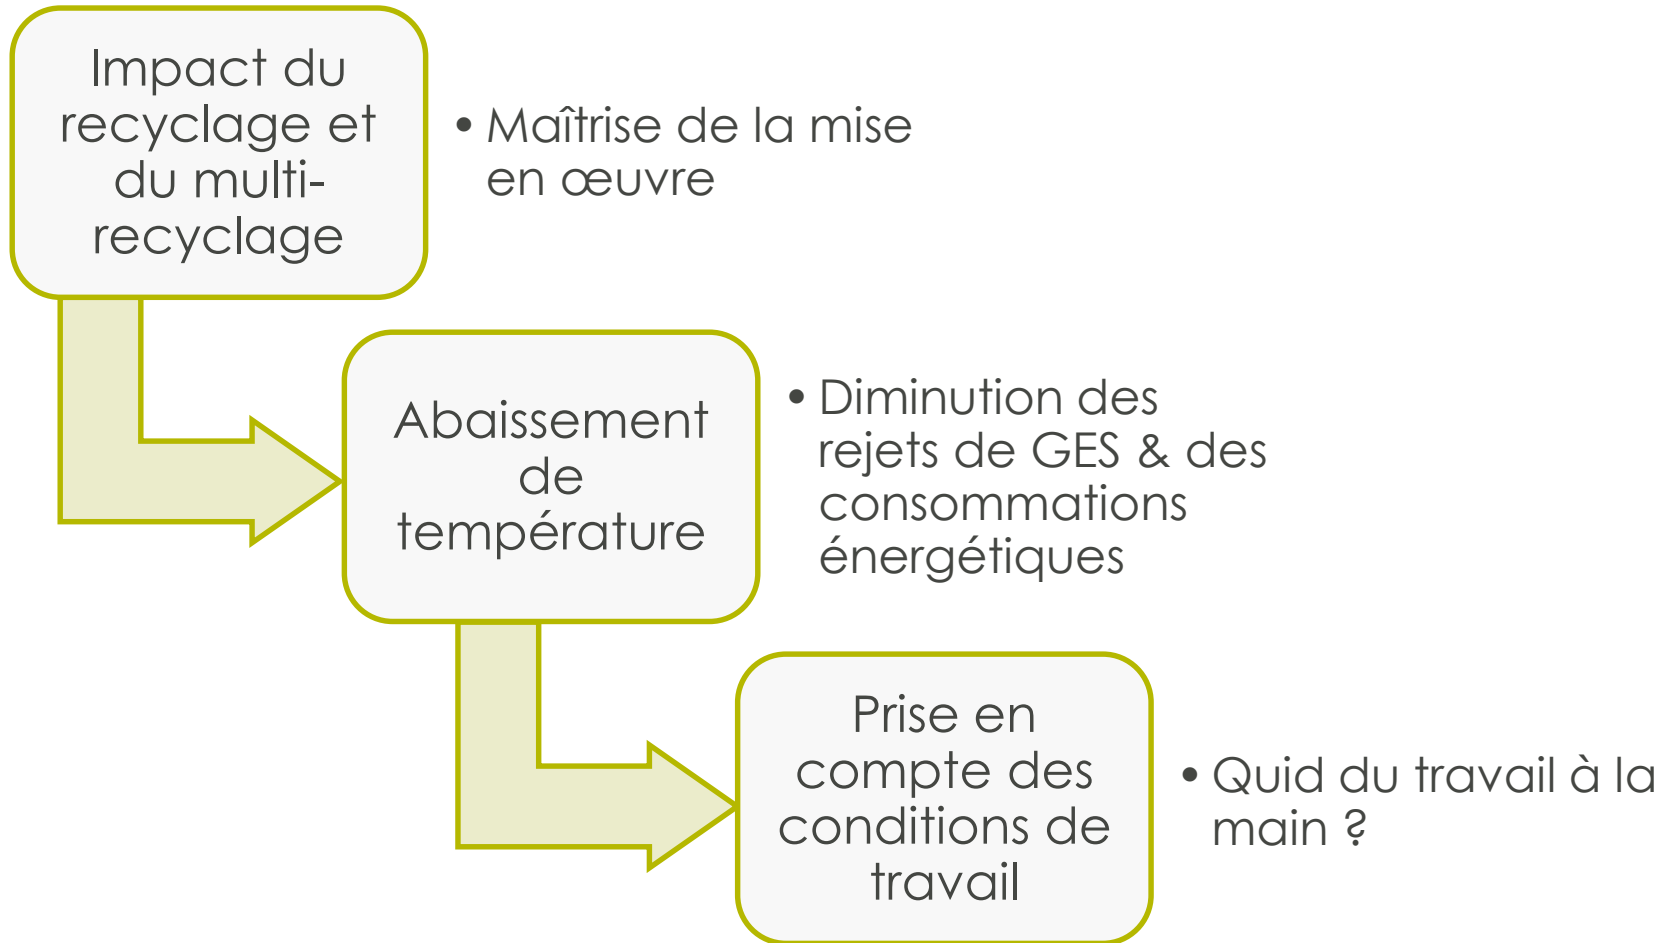 Impact du
recyclage et
du multi-
recyclage
• Maîtrise de la mise
en œuvre
Abaissement
de
température
• Diminution des
rejets de GES & des
consommations
énergétiques
Prise en
compte des
conditions de
travail
• Quid du travail à la
main ?